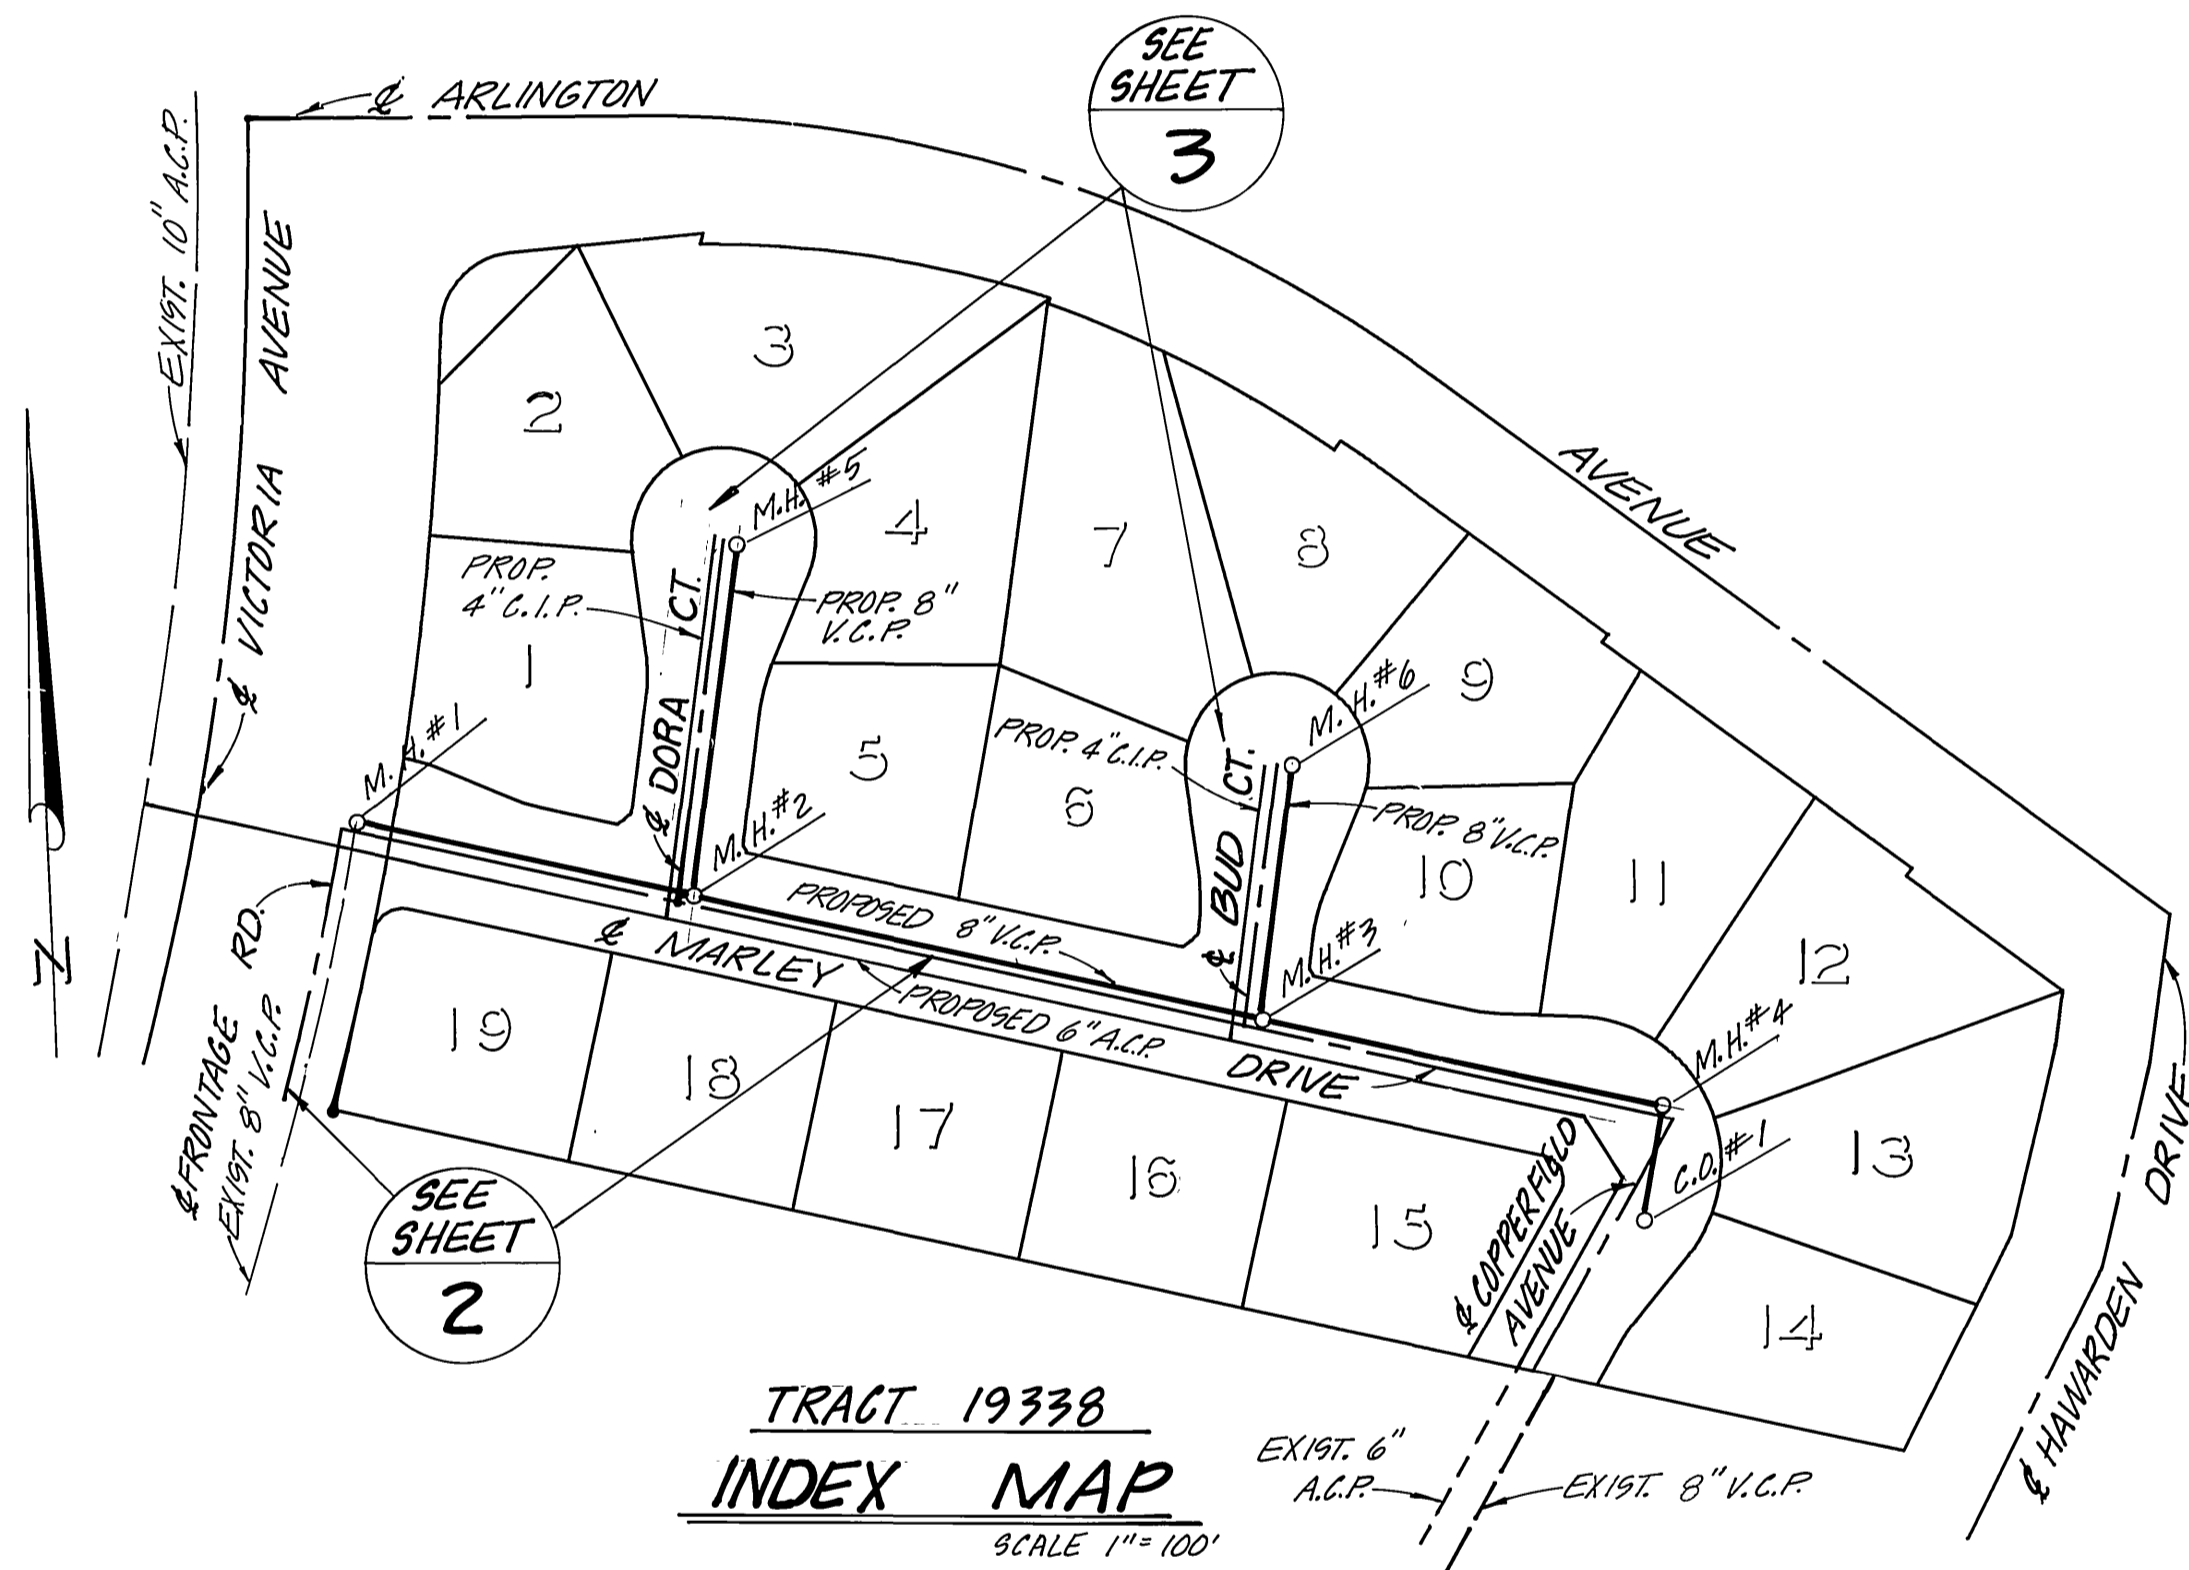 SEE
SHEET
3
℄ ARLINGTON
EXIST. 10" A.C.P.
℄ VICTORIA AVENUE
AVENUE
3
2
M.H. #5
4
7
8
PROP.
4" C.I.P.
PROP. 8"
V.C.P.
1
℄ DORA CT.
M.H. #1
5
6
PROP. 4" C.I.P.
M.H. #6
9
℄ BUD CT.
PROP. 8" V.C.P.
10
11
12
M.H. #2
PROPOSED 8" V.C.P.
M.H. #3
℄ MARLEY DRIVE
PROPOSED 6" A.C.P.
M.H. #4
N
℄ FRONTAGE RD.
EXIST. 8" V.C.P.
19
18
17
16
15
13
14
C.O. #1
℄ COPPERFIELD
AVENUE
℄ HAWARDEN DRIVE
SEE
SHEET
2
TRACT 19338
INDEX MAP
SCALE 1"=100'
EXIST. 6"
A.C.P.
EXIST. 8" V.C.P.